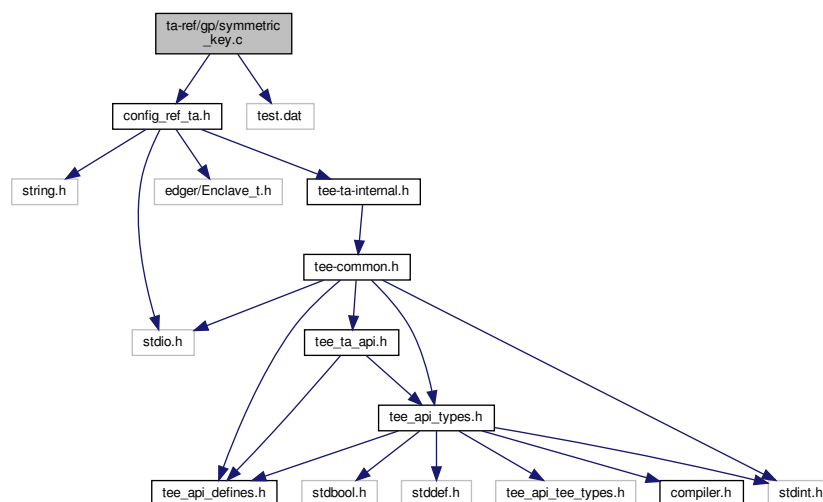 ta-ref/gp/symmetric
_key.c
config_ref_ta.h
test.dat
string.h
edger/Enclave_t.h
tee-ta-internal.h
tee-common.h
stdio.h
tee_ta_api.h
tee_api_types.h
tee_api_defines.h
stdbool.h
stddef.h
tee_api_tee_types.h
compiler.h
stdint.h